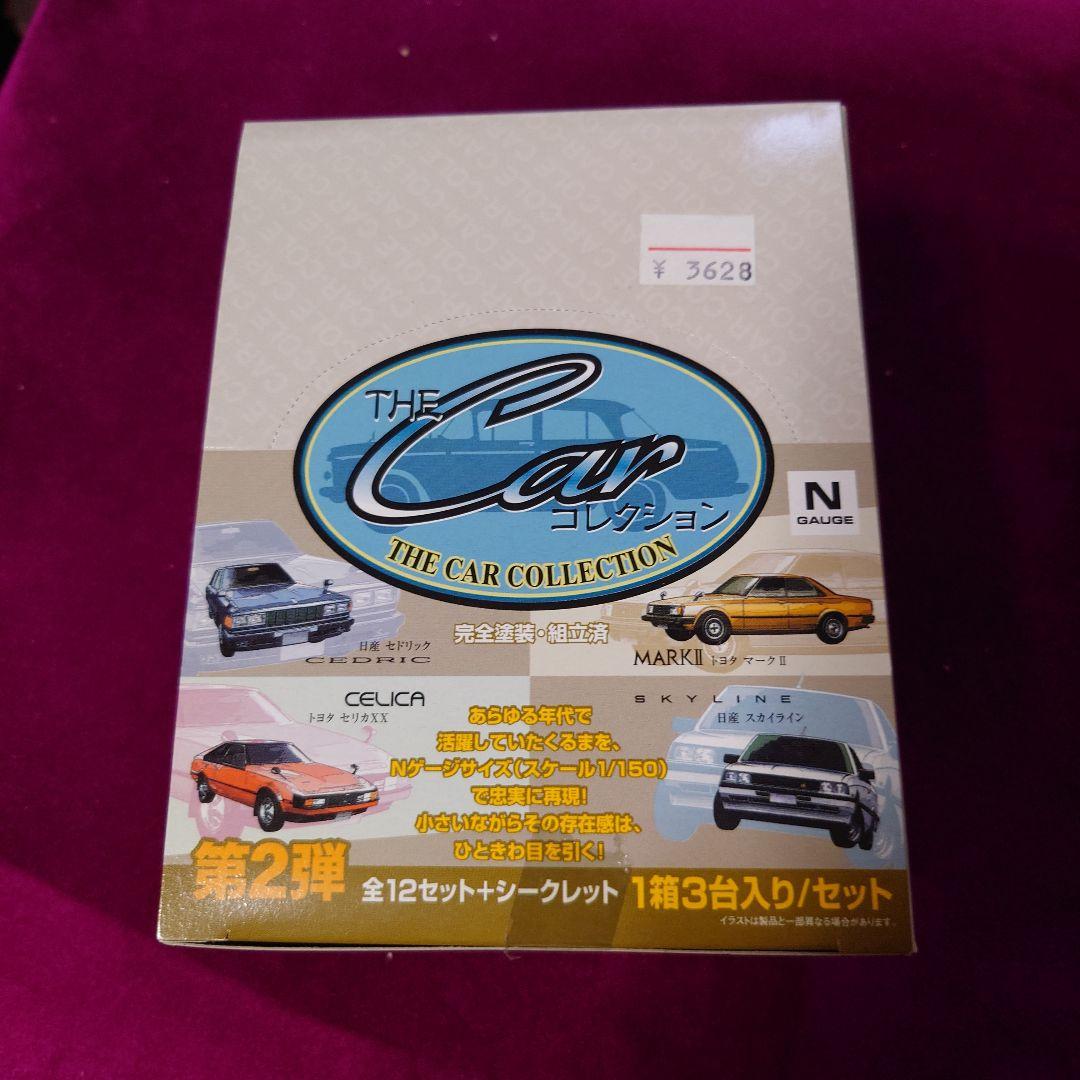 ¥ 3628
THE Car
コレクション
THE CAR COLLECTION
N
GAUGE
完全塗装・組立済
日産 セドリック
CEDRIC
MARKⅡ トヨタ マークⅡ
CELICA
トヨタ セリカXX
SKYLINE
日産 スカイライン
あらゆる年代で
活躍していたくるまを、
Nゲージサイズ(スケール1/150)
で忠実に再現!
小さいながらその存在感は、
ひときわ目を引く!
第2弾 全12セット+シークレット 1箱3台入り/セット
イラストは製品と一部異なる場合があります。